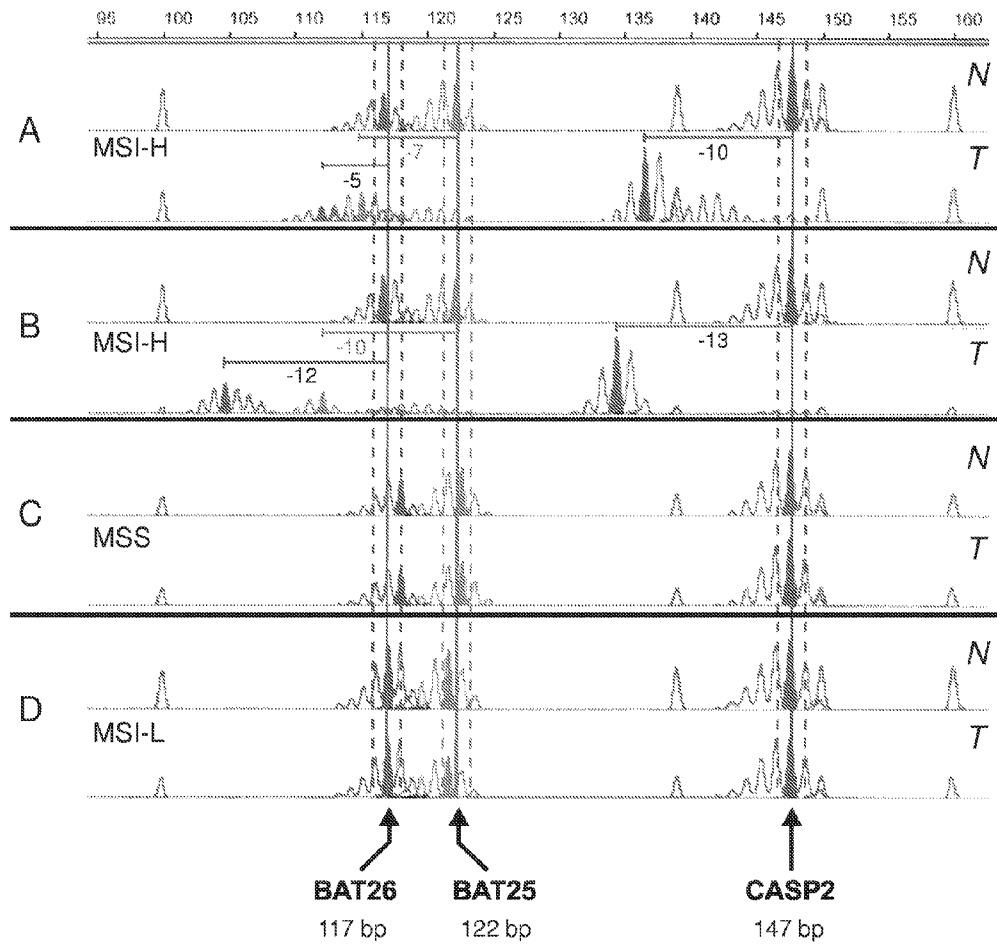 95 100 105 110 115 120 125 130 135 140 145 150 155 160
N
A
MSI-H
-7
-10
T
-5
N
B
MSI-H
-10
-13
T
-12
N
C
MSS
T
N
D
MSI-L
T
BAT26 BAT25 CASP2
117 bp 122 bp 147 bp